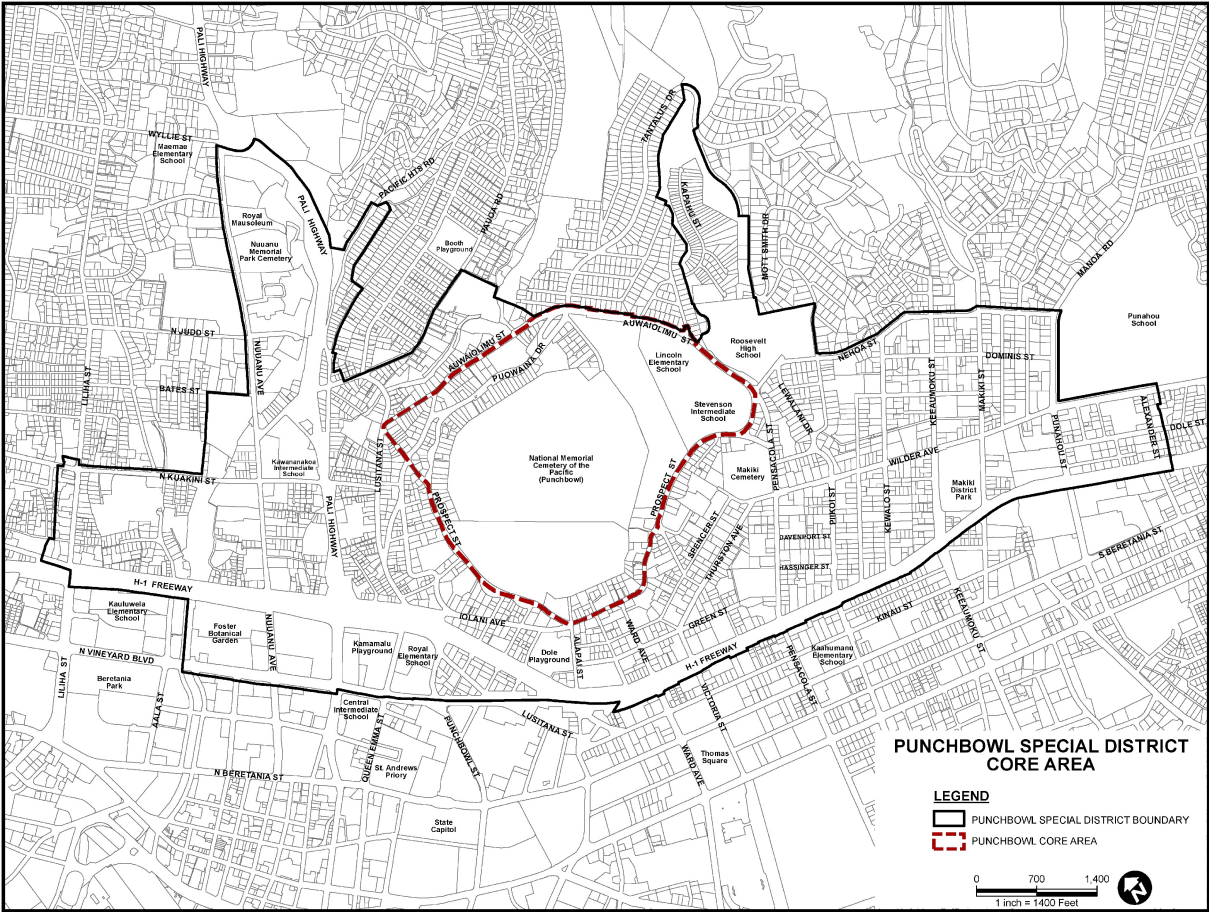 PALI HIGHWAY
WYLLIE ST
Maemae
Elementary
School
TANTALUS DR
PACIFIC HTS RD
KAPAHU ST
Royal
Mausoleum
PALI HIGHWAY
PAUOA RD
MOTT-SMITH DR
Nuuanu
Memorial
Park Cemetery
Booth
Playground
MANOA RD
N JUDD ST
AUWAIOLIMU ST
Punahou
School
AUWAIOLIMU ST
Roosevelt
High
School
NEHOA ST
PUOWAINA DR
Lincoln
Elementary
School
DOMINIS ST
NUUANU AVE
LILIHA ST
BATES ST
KEEAUMOKU ST
MAKIKI ST
LEWALANI DR
Stevenson
Intermediate
School
ALEXANDER ST
DOLE ST
PUNAHOU ST
LUSITANA ST
PENSACOLA ST
WILDER AVE
Kawananakoa
Intermediate
School
National Memorial
Cemetery of the
Pacific
(Punchbowl)
Makiki
Cemetery
N KUAKINI ST
PROSPECT ST
Makiki
District
Park
PALI HIGHWAY
PROSPECT ST
PIIKOI ST
KEWALO ST
SPENCER ST
THURSTON AVE
DAVENPORT ST
S BERETANIA ST
HASSINGER ST
H-1 FREEWAY
Kauluwela
Elementary
School
KEEAUMOKU ST
KINAU ST
IOLANI AVE
GREEN ST
Foster
Botanical
Garden
NUUANU AVE
WARD AVE
ALAPAI ST
Kamamalu
Playground
Royal
Elementary
School
Dole
Playground
H-1 FREEWAY
Kaahumanu
Elementary
School
N VINEYARD BLVD
LILIHA ST
Beretania
Park
PENSACOLA ST
AALA ST
Central
Intermediate
School
VICTORIA ST
LUSITANA ST
QUEEN EMMA ST
PUNCHBOWL ST
WARD AVE
Thomas
Square
N BERETANIA ST
St. Andrews
Priory
State
Capitol
PUNCHBOWL SPECIAL DISTRICT
CORE AREA
LEGEND
PUNCHBOWL SPECIAL DISTRICT BOUNDARY
PUNCHBOWL CORE AREA
0 700 1,400
1 inch = 1400 Feet